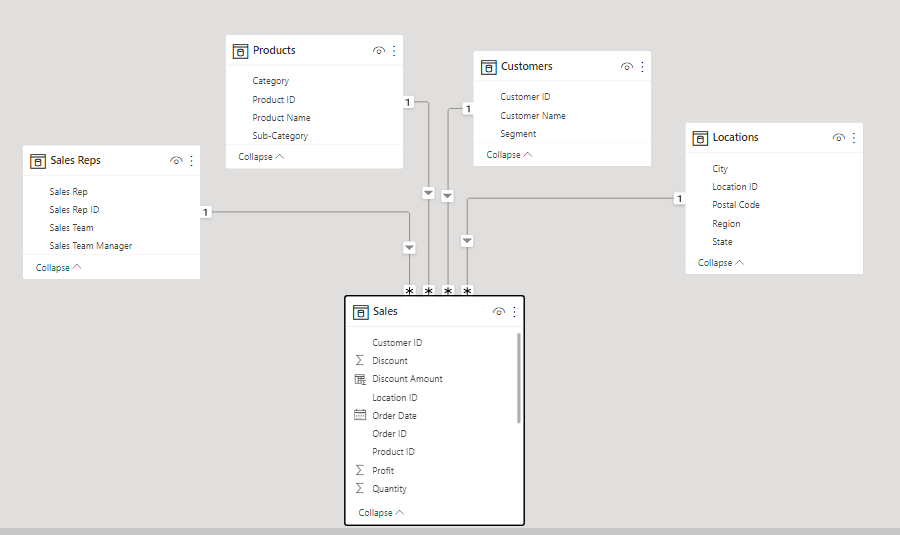 Products
Category
Product ID
Product Name
Sub-Category
Collapse
1
Customers
Customer ID
Customer Name
Segment
Collapse
1
Locations
City
Location ID
Postal Code
Region
State
Collapse
1
Sales Reps
Sales Rep
Sales Rep ID
Sales Team
Sales Team Manager
Collapse
1
* * * *
Sales
Customer ID
Discount
Discount Amount
Location ID
Order Date
Order ID
Product ID
Profit
Quantity
Collapse